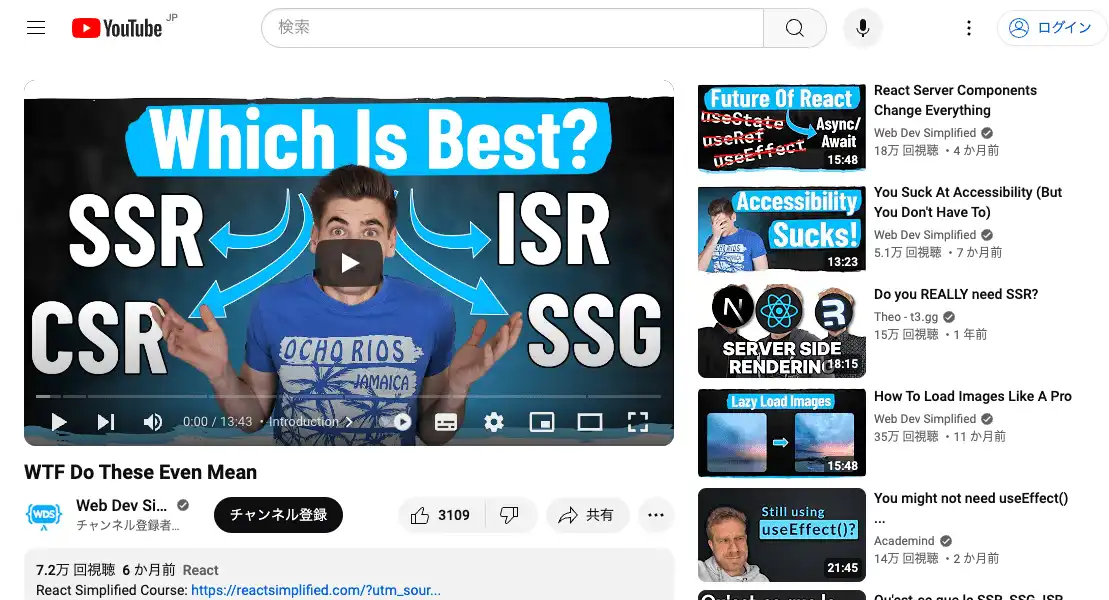 YouTube JP
検索
ログイン
Which Is Best?
SSR
ISR
CSR
SSG
OCHO RIOS
JAMAICA
0:00 / 13:43 • Introduction
WTF Do These Even Mean
WDS
Web Dev Si...
チャンネル登録者...
チャンネル登録
3109
共有
7.2万 回視聴 6 か月前 React
React Simplified Course: https://reactsimplified.com/?utm_sour...
Future Of React
useState
useRef
useEffect
Async/
Await
15:48
React Server Components
Change Everything
Web Dev Simplified
18万 回視聴 • 4 か月前
Accessibility
Sucks!
OCHO RIOS
13:23
You Suck At Accessibility (But
You Don't Have To)
Web Dev Simplified
5.1万 回視聴 • 7 か月前
SERVER SIDE
RENDERING
18:15
Do you REALLY need SSR?
Theo - t3․gg
15万 回視聴 • 1 年前
Lazy Load Images
15:48
How To Load Images Like A Pro
Web Dev Simplified
35万 回視聴 • 11 か月前
Still using
useEffect()?
21:45
You might not need useEffect()
...
Academind
14万 回視聴 • 2 か月前
Qu'est-ce que le SSR, SSG, ISR